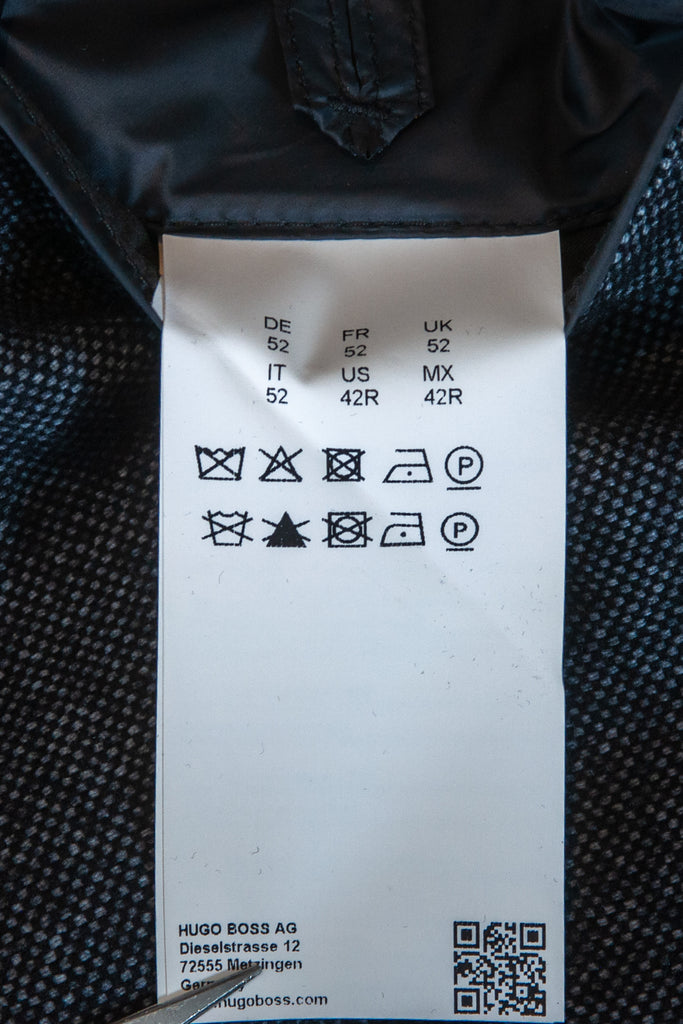 DE FR UK
52 52 52
IT US MX
52 42R 42R
P
P
HUGO BOSS AG
Dieselstrasse 12
72555 Metzingen
hugoboss.com